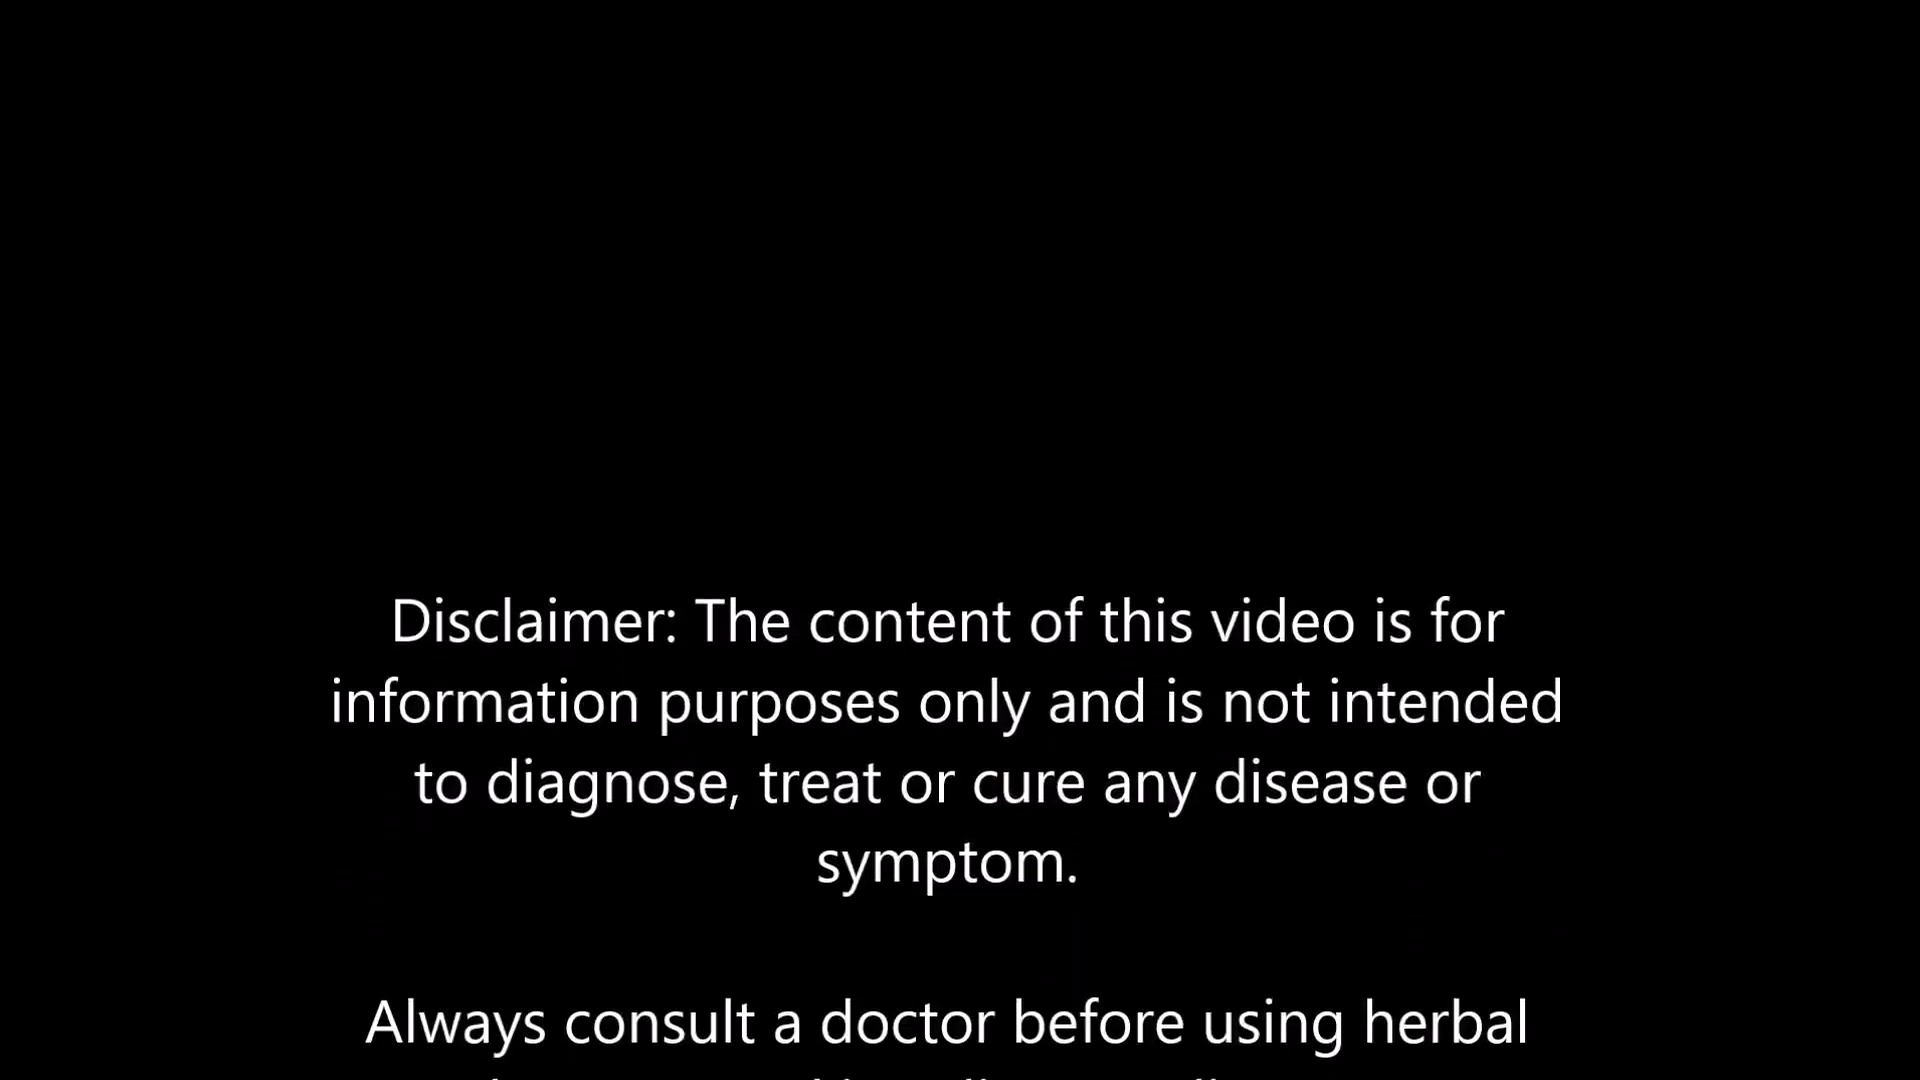 Disclaimer: The content of this video is for
information purposes only and is not intended
to diagnose, treat or cure any disease or
symptom.
Always consult a doctor before using herbal